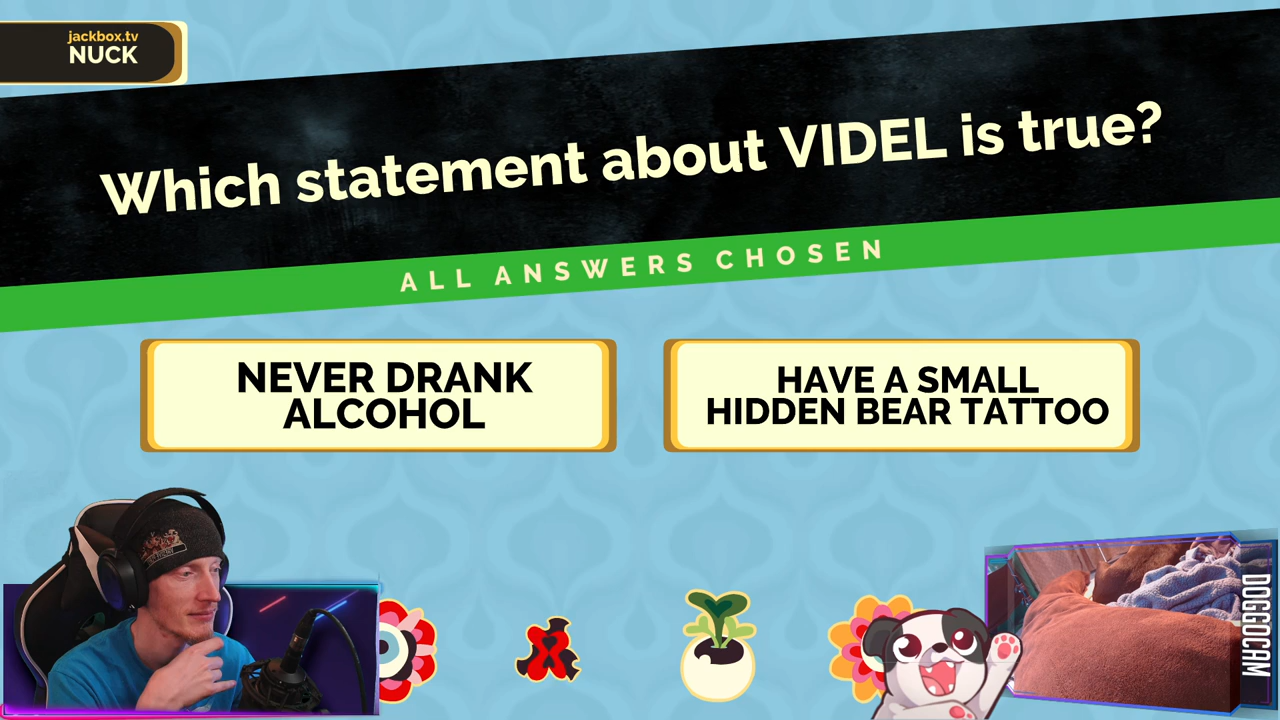 jackbox.tv
NUCK
Which statement about VIDEL is true?
ALL ANSWERS CHOSEN
NEVER DRANK
ALCOHOL
HAVE A SMALL
HIDDEN BEAR TATTOO
DOGGOCAM